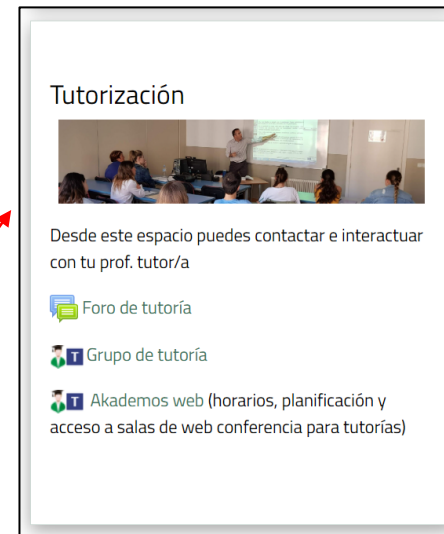 Tutorización
Desde este espacio puedes contactar e interactuar
con tu prof. tutor/a
Foro de tutoría
T Grupo de tutoría
T Akademos web (horarios, planificación y
acceso a salas de web conferencia para tutorías)